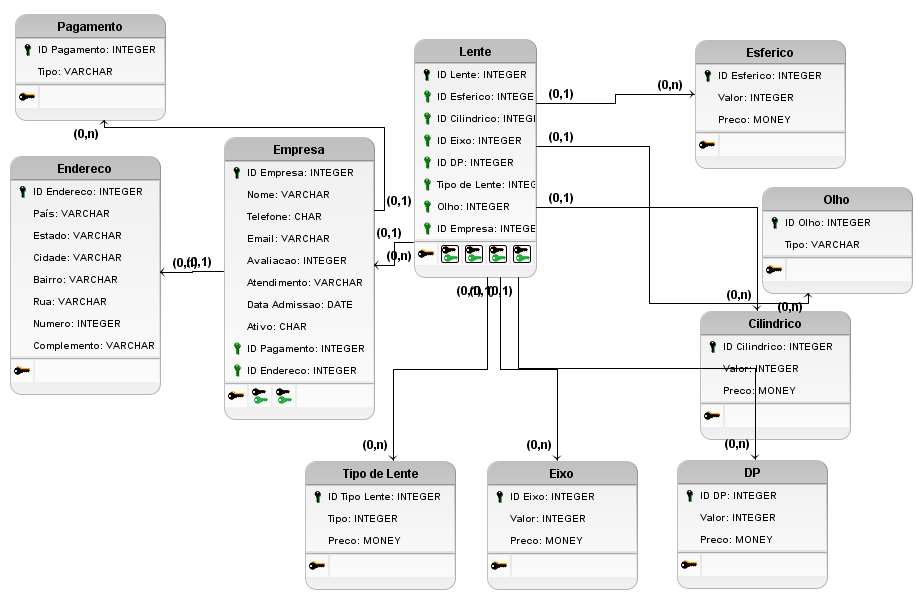 Pagamento
ID Pagamento: INTEGER
Tipo: VARCHAR
(0,n)
Endereco
ID Endereco: INTEGER
País: VARCHAR
Estado: VARCHAR
Cidade: VARCHAR
Bairro: VARCHAR
Rua: VARCHAR
Numero: INTEGER
Complemento: VARCHAR
(0,1)
Empresa
ID Empresa: INTEGER
Nome: VARCHAR
Telefone: CHAR
Email: VARCHAR
Avaliacao: INTEGER
Atendimento: VARCHAR
Data Admissao: DATE
Ativo: CHAR
ID Pagamento: INTEGER
ID Endereco: INTEGER
(0,1)
(0,1)
(0,n)
Lente
ID Lente: INTEGER
ID Esferico: INTEGE
ID Cilindrico: INTEG
ID Eixo: INTEGER
ID DP: INTEGER
Tipo de Lente: INTEG
Olho: INTEGER
ID Empresa: INTEGE
(0,1)
(0,n)
(0,1)
(0,1)
(0,1)
Esferico
ID Esferico: INTEGER
Valor: INTEGER
Preco: MONEY
Olho
ID Olho: INTEGER
Tipo: VARCHAR
(0,n)
(0,n)
Cilindrico
ID Cilindrico: INTEGER
Valor: INTEGER
Preco: MONEY
(0,n)
(0,n)
(0,n)
Tipo de Lente
ID Tipo Lente: INTEGER
Tipo: INTEGER
Preco: MONEY
Eixo
ID Eixo: INTEGER
Valor: INTEGER
Preco: MONEY
DP
ID DP: INTEGER
Valor: INTEGER
Preco: MONEY